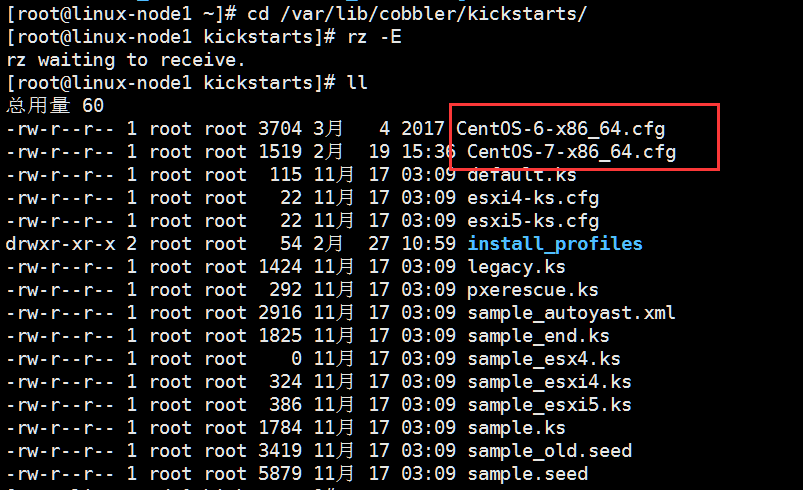 [root@linux-node1 ~]# cd /var/lib/cobbler/kickstarts/
[root@linux-node1 kickstarts]# rz -E
rz waiting to receive.
[root@linux-node1 kickstarts]# ll
总用量 60
-rw-r--r-- 1 root root 3704 3月   4 2017 CentOS-6-x86_64.cfg
-rw-r--r-- 1 root root 1519 2月  19 15:36 CentOS-7-x86_64.cfg
-rw-r--r-- 1 root root  115 11月 17 03:09 default.ks
-rw-r--r-- 1 root root   22 11月 17 03:09 esxi4-ks.cfg
-rw-r--r-- 1 root root   22 11月 17 03:09 esxi5-ks.cfg
drwxr-xr-x 2 root root   54 2月  27 10:59 install_profiles
-rw-r--r-- 1 root root 1424 11月 17 03:09 legacy.ks
-rw-r--r-- 1 root root  292 11月 17 03:09 pxerescue.ks
-rw-r--r-- 1 root root 2916 11月 17 03:09 sample_autoyast.xml
-rw-r--r-- 1 root root 1825 11月 17 03:09 sample_end.ks
-rw-r--r-- 1 root root    0 11月 17 03:09 sample_esx4.ks
-rw-r--r-- 1 root root  324 11月 17 03:09 sample_esxi4.ks
-rw-r--r-- 1 root root  386 11月 17 03:09 sample_esxi5.ks
-rw-r--r-- 1 root root 1784 11月 17 03:09 sample.ks
-rw-r--r-- 1 root root 3419 11月 17 03:09 sample_old.seed
-rw-r--r-- 1 root root 5879 11月 17 03:09 sample.seed